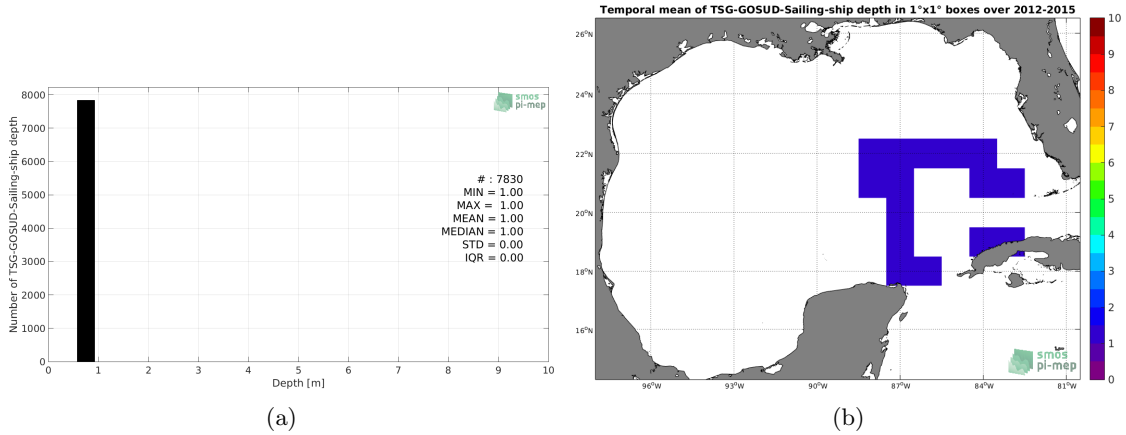 8000
7000
6000
5000
4000
3000
2000
1000
0
Number of TSG-GOSUD-Sailing-ship depth
smos
pi-mep
# : 7830
MIN = 1.00
MAX = 1.00
MEAN = 1.00
MEDIAN = 1.00
STD = 0.00
IQR = 0.00
0 1 2 3 4 5 6 7 8 9 10
Depth [m]
(a)
Temporal mean of TSG-GOSUD-Sailing-ship depth in 1°x1° boxes over 2012-2015
26°N
24°N
22°N
20°N
18°N
16°N
96°W 93°W 90°W 87°W 84°W 81°W
smos
pi-mep
10
9
8
7
6
5
4
3
2
1
0
(b)